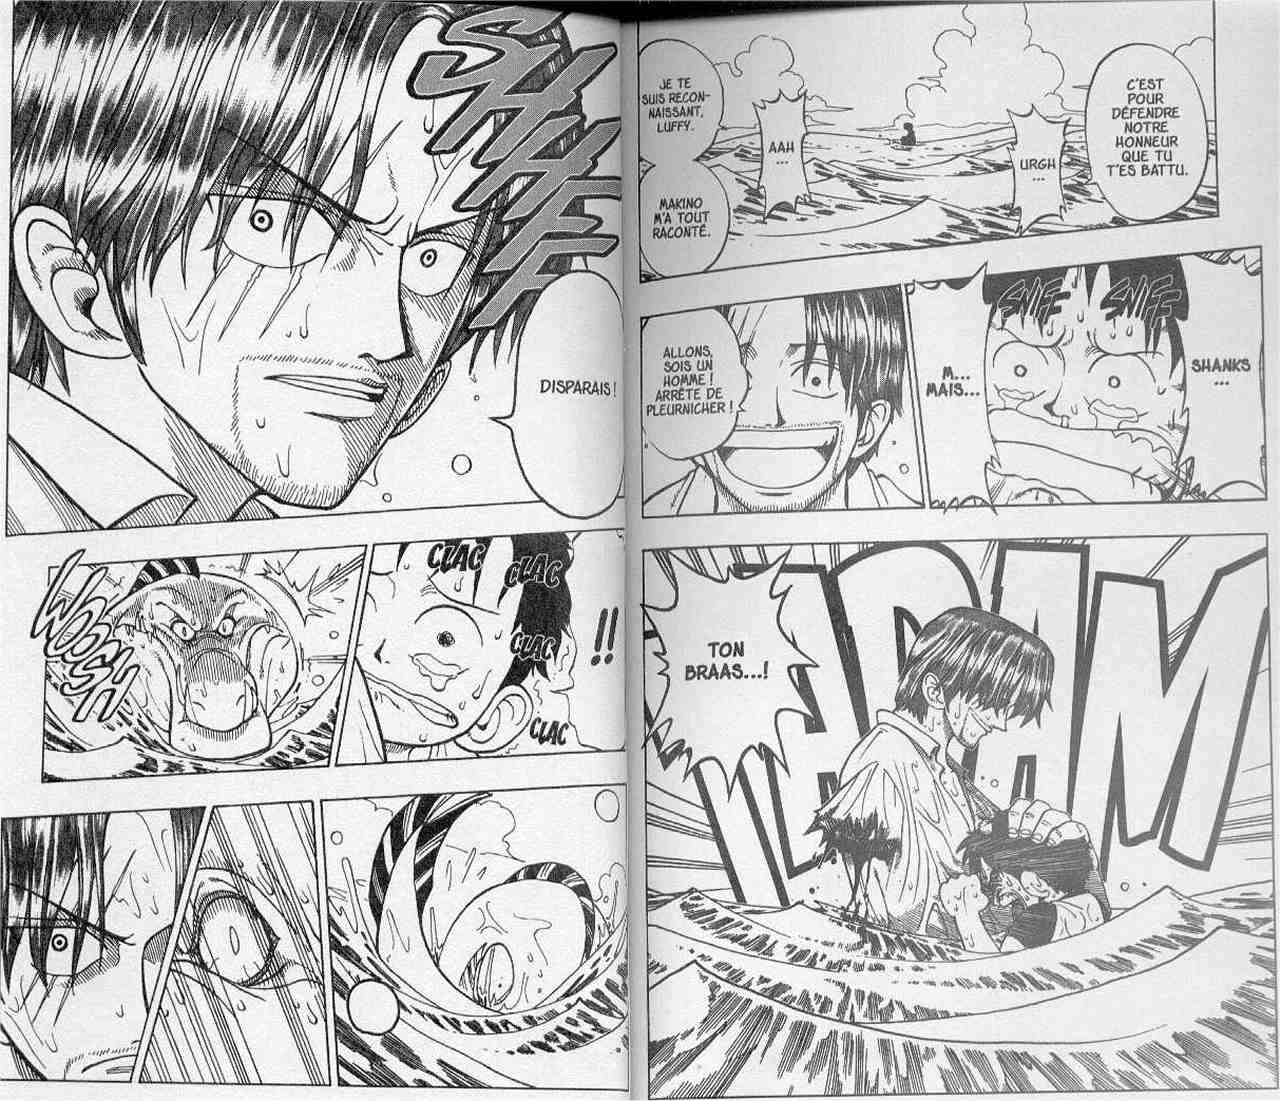 SHHFF
DISPARAIS !
WOOSH
CLAC
CLAC
CLAC
CLAC
!!
JE TE
SUIS RECON-
NAISSANT,
LUFFY.
MAKINO
M'A TOUT
RACONTÉ.
AAH
...
URGH
...
C'EST
POUR
DÉFENDRE
NOTRE
HONNEUR
QUE TU
T'ES BATTU.
ALLONS,
SOIS UN
HOMME !
ARRÊTE DE
PLEURNICHER !
M...
MAIS...
SNIFF
SNIFF
SHANKS
...
TON
BRAAS...!